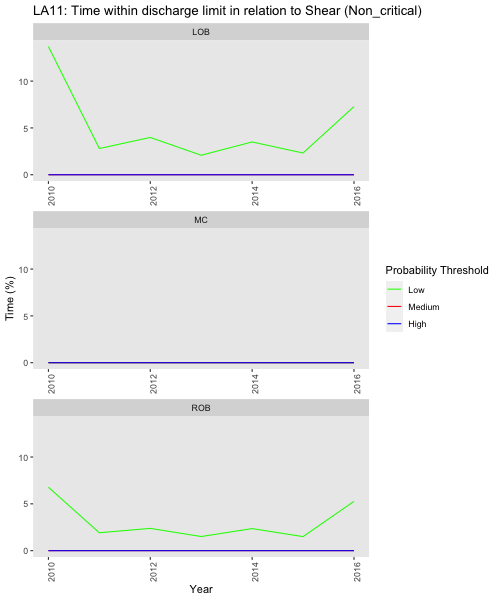 LA11: Time within discharge limit in relation to Shear (Non_critical)
LOB
10
5
0
2010
2012
2014
2016
MC
10
5
0
2010
2012
2014
2016
ROB
10
5
0
2010
2012
2014
2016
Time (%)
Year
Probability Threshold
Low
Medium
High